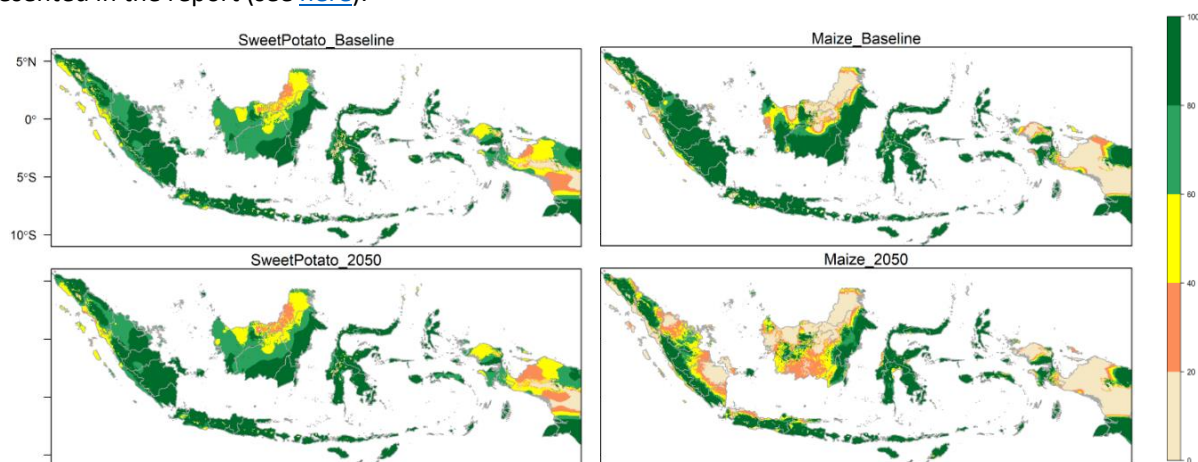 esented in the report (see here).
SweetPotato_Baseline
Maize_Baseline
5°N
0°
5°S
10°S
SweetPotato_2050
Maize_2050
100
80
60
40
20
0